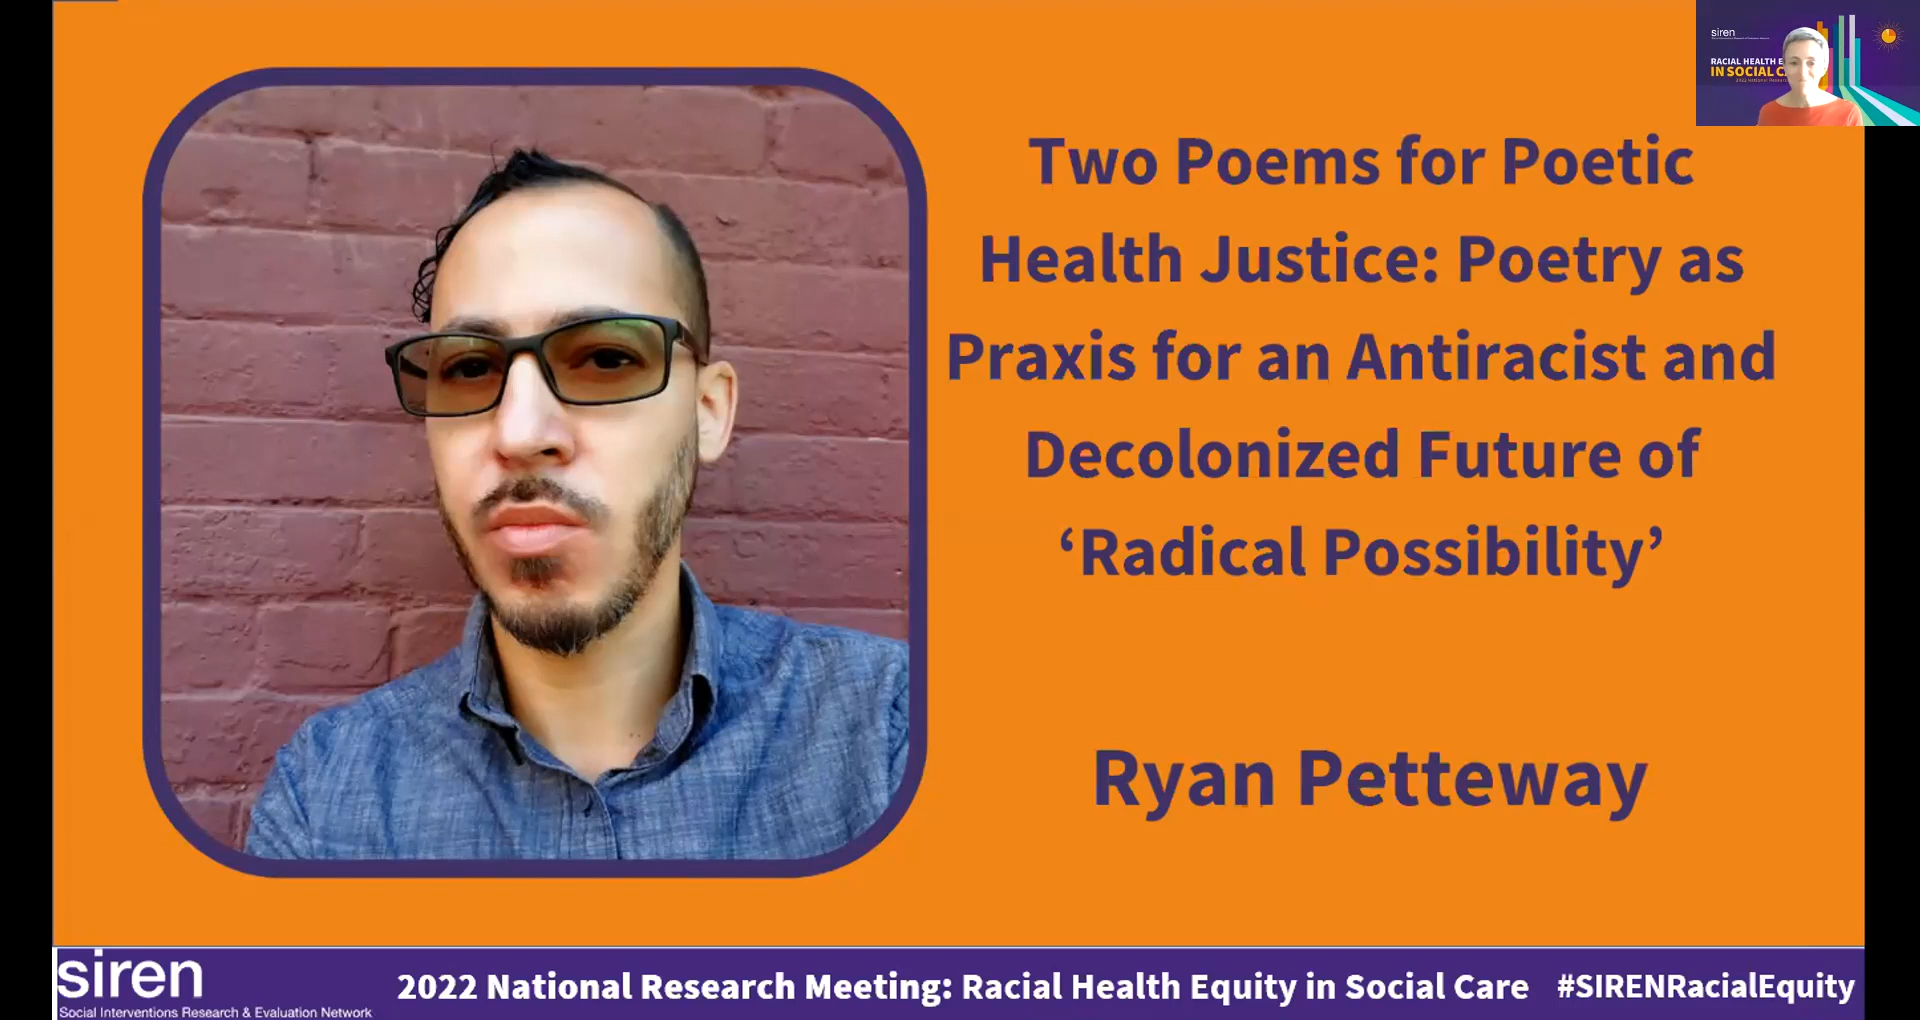 Two Poems for Poetic
Health Justice: Poetry as
Praxis for an Antiracist and
Decolonized Future of
‘Radical Possibility’
Ryan Petteway
siren
RACIAL HEALTH E
IN SOCIAL C
siren
Social Interventions Research & Evaluation Network
2022 National Research Meeting: Racial Health Equity in Social Care
#SIRENRacialEquity